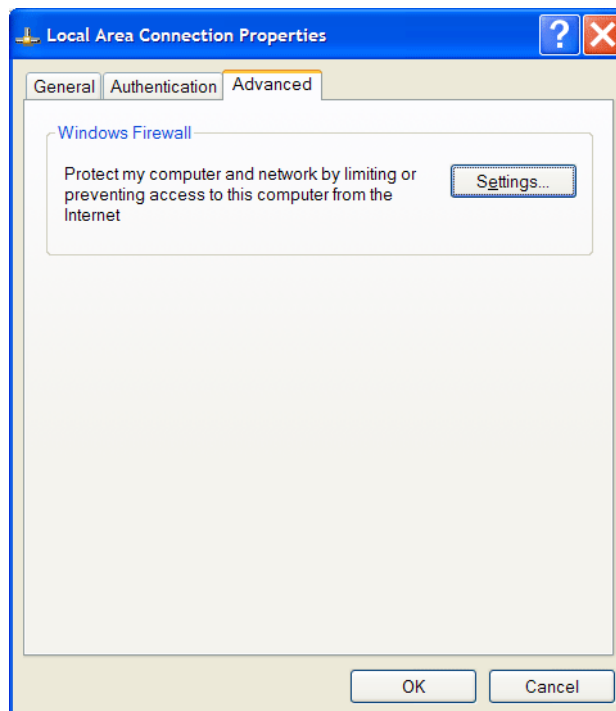 Local Area Connection Properties
?
General Authentication Advanced
Windows Firewall
Protect my computer and network by limiting or
preventing access to this computer from the
Internet
Settings...
OK Cancel